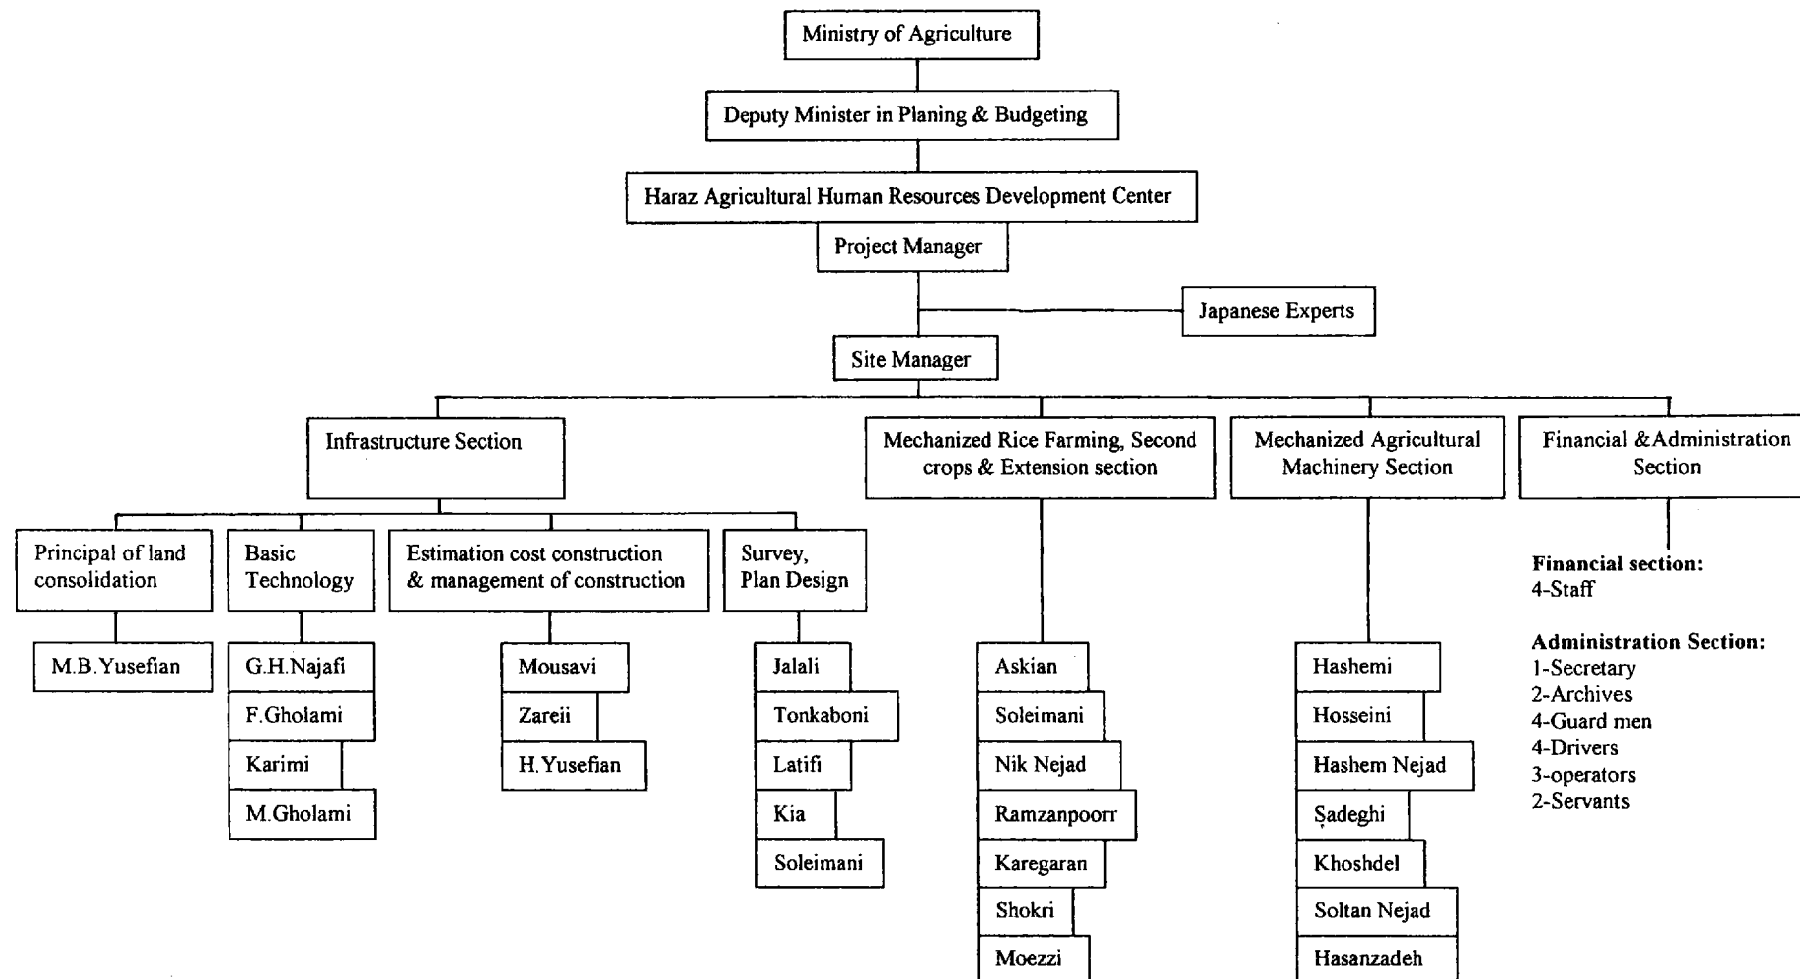 Ministry of Agriculture
Deputy Minister in Planing & Budgeting
Haraz Agricultural Human Resources Development Center
Project Manager
Japanese Experts
Site Manager
Infrastructure Section
Mechanized Rice Farming, Second
crops & Extension section
Mechanized Agricultural
Machinery Section
Financial &Administration
Section
Principal of land
consolidation
Basic
Technology
Estimation cost construction
& management of construction
Survey,
Plan Design
M.B.Yusefian
G.H.Najafi
F.Gholami
Karimi
M.Gholami
Mousavi
Zareii
H.Yusefian
Jalali
Tonkaboni
Latifi
Kia
Soleimani
Askian
Soleimani
Nik Nejad
Ramzanpoorr
Karegaran
Shokri
Moezzi
Hashemi
Hosseini
Hashem Nejad
Sadeghi
Khoshdel
Soltan Nejad
Hasanzadeh
Financial section:
4-Staff
Administration Section:
1-Secretary
2-Archives
4-Guard men
4-Drivers
3-operators
2-Servants